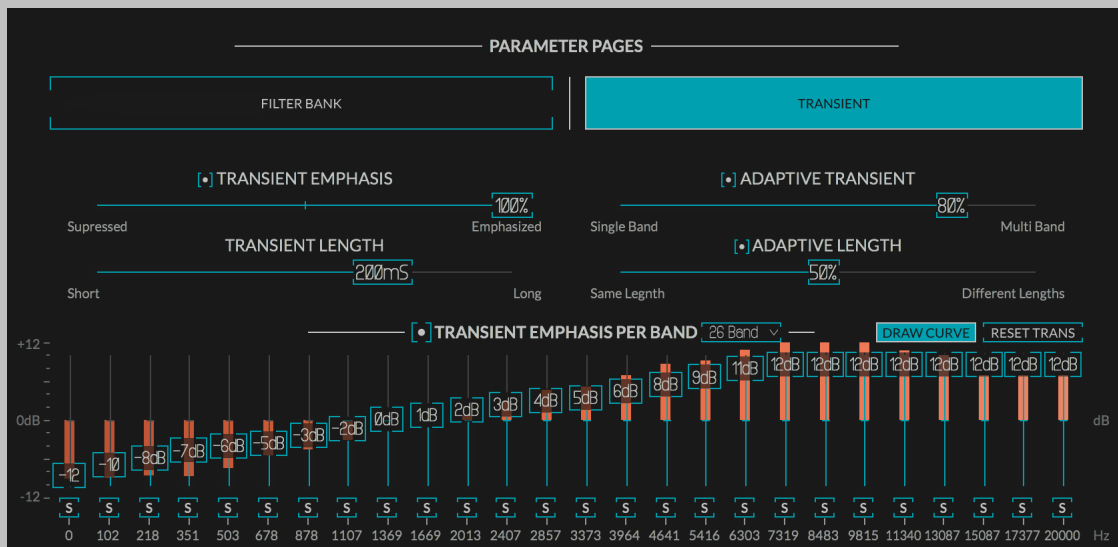 PARAMETER PAGES
FILTER BANK
TRANSIENT
TRANSIENT EMPHASIS
100%
Supressed
Emphasized
ADAPTIVE TRANSIENT
80%
Single Band
Multi Band
TRANSIENT LENGTH
200mS
Short
Long
ADAPTIVE LENGTH
50%
Same Legnth
Different Lengths
TRANSIENT EMPHASIS PER BAND
26 Band
DRAW CURVE
RESET TRANS
+12
0dB
-12
dB
-12 -10 -8dB -7dB -6dB -5dB -3dB -2dB 0dB 1dB 2dB 3dB 4dB 5dB 6dB 8dB 9dB 11dB 12dB 12dB 12dB 12dB 12dB 12dB 12dB 12dB
S S S S S S S S S S S S S S S S S S S S S S S S S S
0 102 218 351 503 678 878 1107 1369 1669 2013 2407 2857 3373 3964 4641 5416 6303 7319 8483 9815 11340 13087 15087 17377 20000 Hz